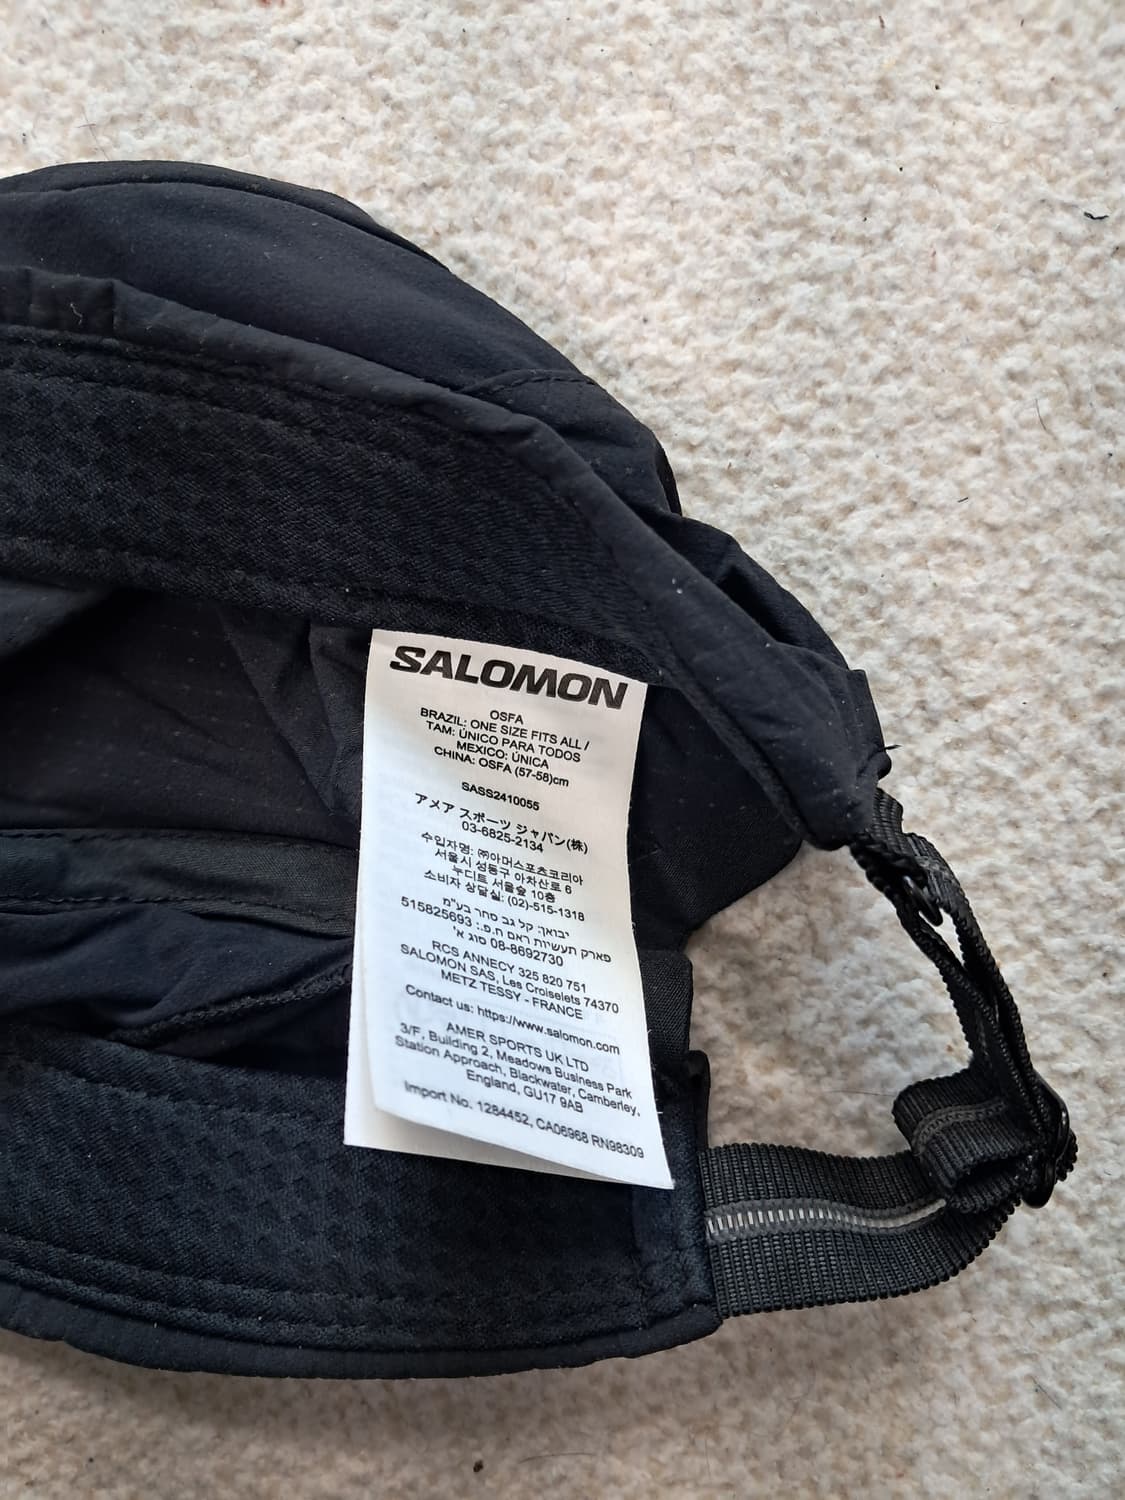 SALOMON
OSFA
BRAZIL: ONE SIZE FITS ALL /
TAM: ÚNICO PARA TODOS
MEXICO: ÚNICA
CHINA: OSFA (57-58)cm
SASS2410055
アメア スポーツ ジャパン(株)
03-6825-2134
수입자명: ㈜아머스포츠코리아
서울시 성동구 아차산로 6
누디트 서울숲 10층
소비자 상담실: (02)-515-1318
יבואן: קל גב סחר בע"מ
פארק תעשיות ראם ח.פ.: 515825693
08-8692730 סוג א'
RCS ANNECY 325 820 751
SALOMON SAS, Les Croiselets 74370
METZ TESSY - FRANCE
Contact us: https://www.salomon.com
AMER SPORTS UK LTD
3/F, Building 2, Meadows Business Park
Station Approach, Blackwater, Camberley,
England, GU17 9AB
Import No. 1284452, CA06968 RN98309